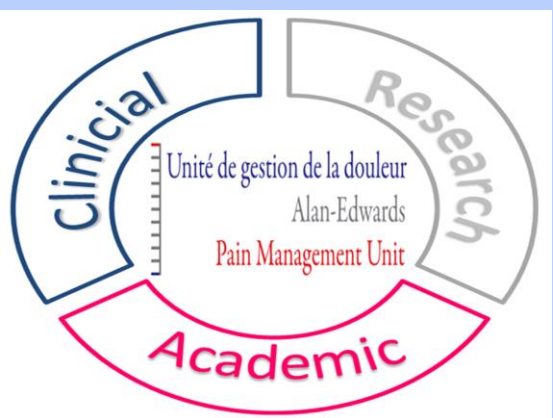 Clinicial
Research
Unité de gestion de la douleur
Alan-Edwards
Pain Management Unit
Academic